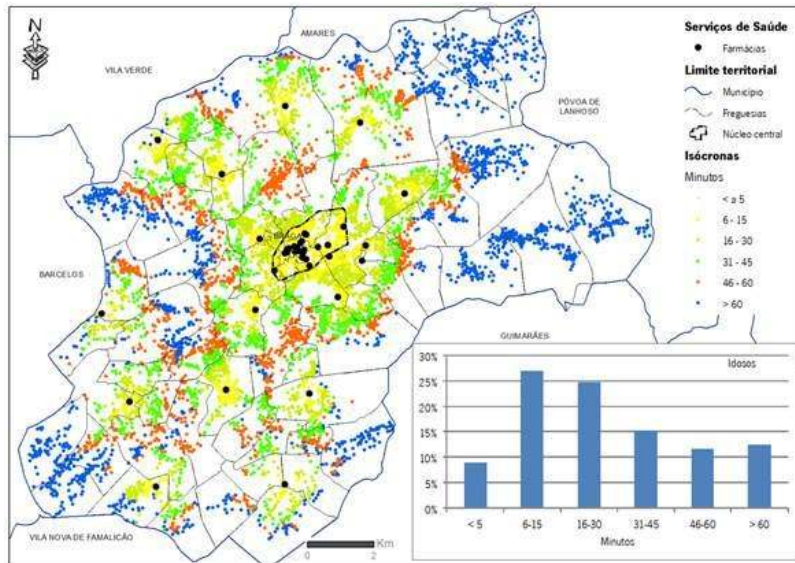 N
AMARES
VILA VERDE
PÓVOA DE
LANHOSO
BARCELOS
BRAGA
GUIMARÃES
VILA NOVA DE FAMALICÃO
0 2 Km
Serviços de Saúde
Farmácias
Limite territorial
Município
Freguesias
Núcleo central
Isócronas
Minutos
< a 5
6 - 15
16 - 30
31 - 45
46 - 60
> 60
Idosos
30%
25%
20%
15%
10%
5%
0%
< 5 6-15 16-30 31-45 46-60 > 60
Minutos